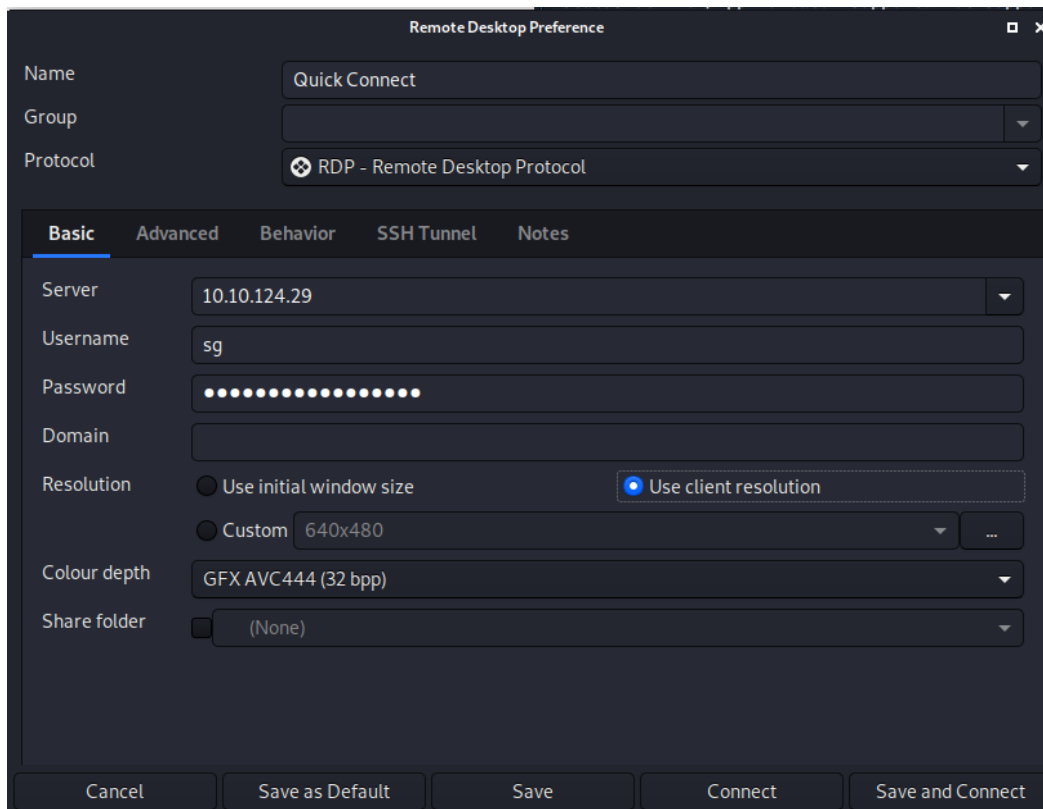 Remote Desktop Preference
Name
Quick Connect
Group
Protocol
RDP - Remote Desktop Protocol
Basic Advanced Behavior SSH Tunnel Notes
Server
10.10.124.29
Username
sg
Password
•••••••••••••••••
Domain
Resolution
Use initial window size Use client resolution
Custom 640x480 ...
Colour depth
GFX AVC444 (32 bpp)
Share folder
(None)
Cancel Save as Default Save Connect Save and Connect